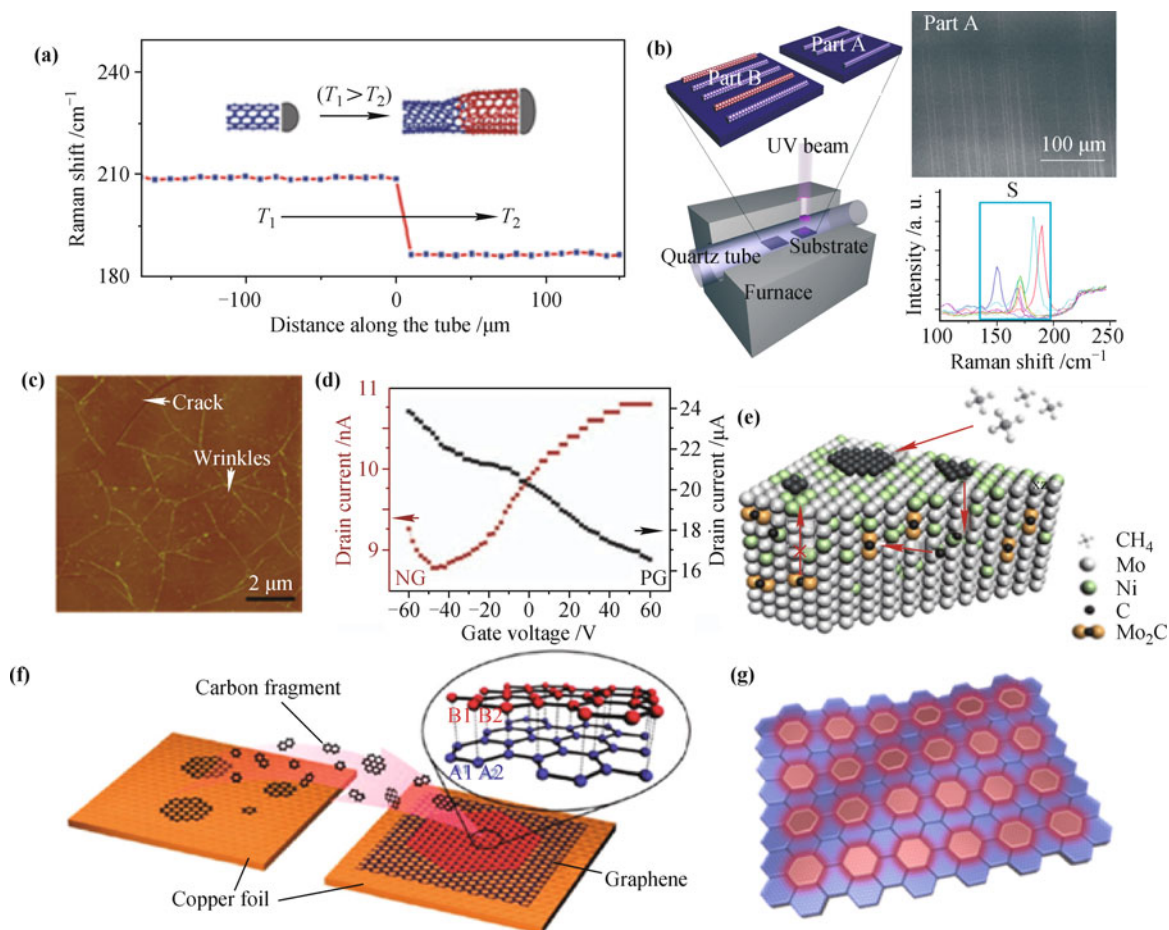 (a)
Raman shift /cm⁻¹
240
210
180
(T₁>T₂)
T₁
T₂
−100
0
100
Distance along the tube /μm
(b)
Part A
Part B
UV beam
Quartz tube
Substrate
Furnace
Part A
100 μm
S
Intensity /a. u.
100
150
200
250
Raman shift /cm⁻¹
(c)
Crack
Wrinkles
2 μm
(d)
Drain current /nA
11
10
9
NG
PG
24
22
20
18
16
Drain current /μA
−60
−40
−20
0
20
40
60
Gate voltage /V
(e)
CH₄
Mo
Ni
C
Mo₂C
(f)
Carbon fragment
B1 B2
A1 A2
Graphene
Copper foil
(g)